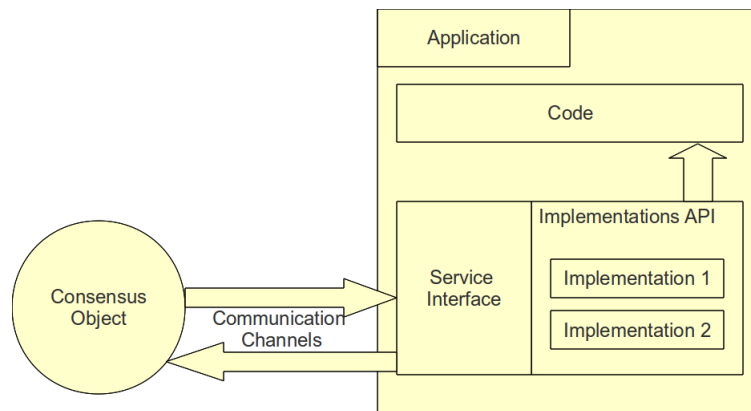 Application
Code
Implementations API
Service
Interface
Implementation 1
Implementation 2
Consensus
Object
Communication
Channels